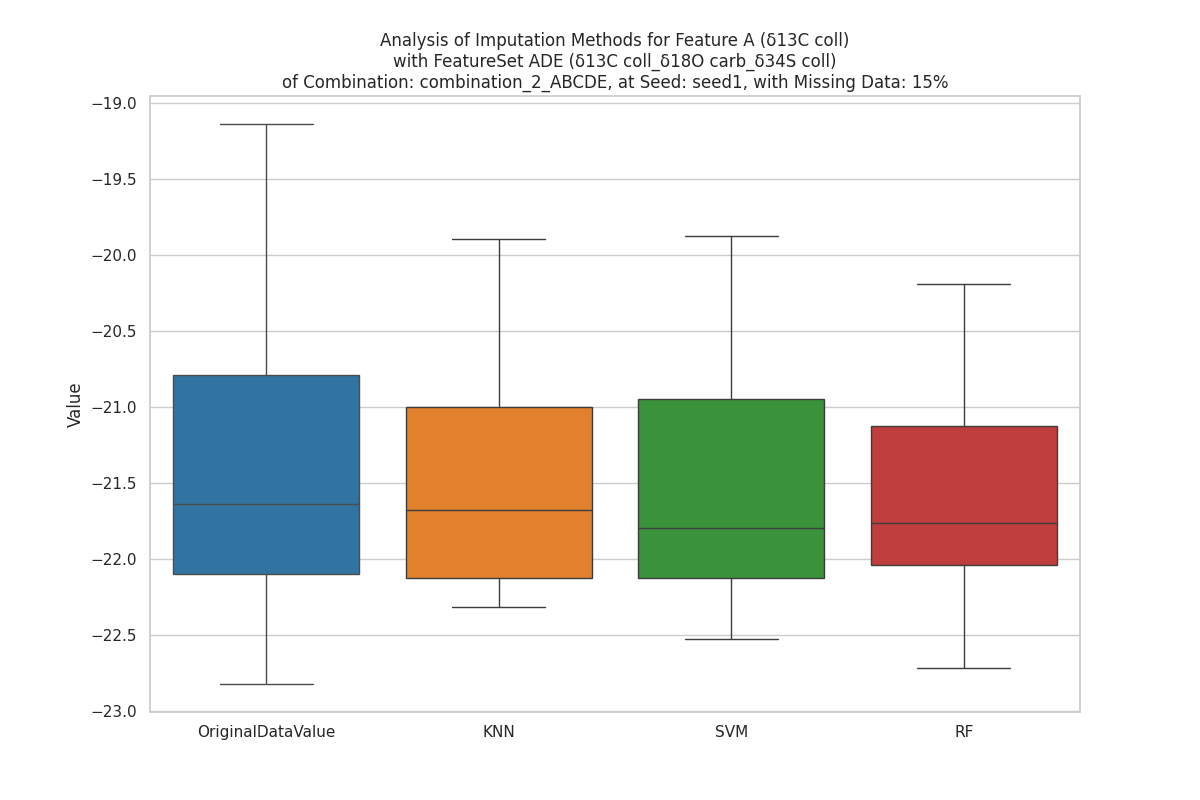 Analysis of Imputation Methods for Feature A (δ13C coll)
with FeatureSet ADE (δ13C coll_δ18O carb_δ34S coll)
of Combination: combination_2_ABCDE, at Seed: seed1, with Missing Data: 15%
−19.0
−19.5
−20.0
−20.5
−21.0
−21.5
−22.0
−22.5
−23.0
Value
OriginalDataValue
KNN
SVM
RF